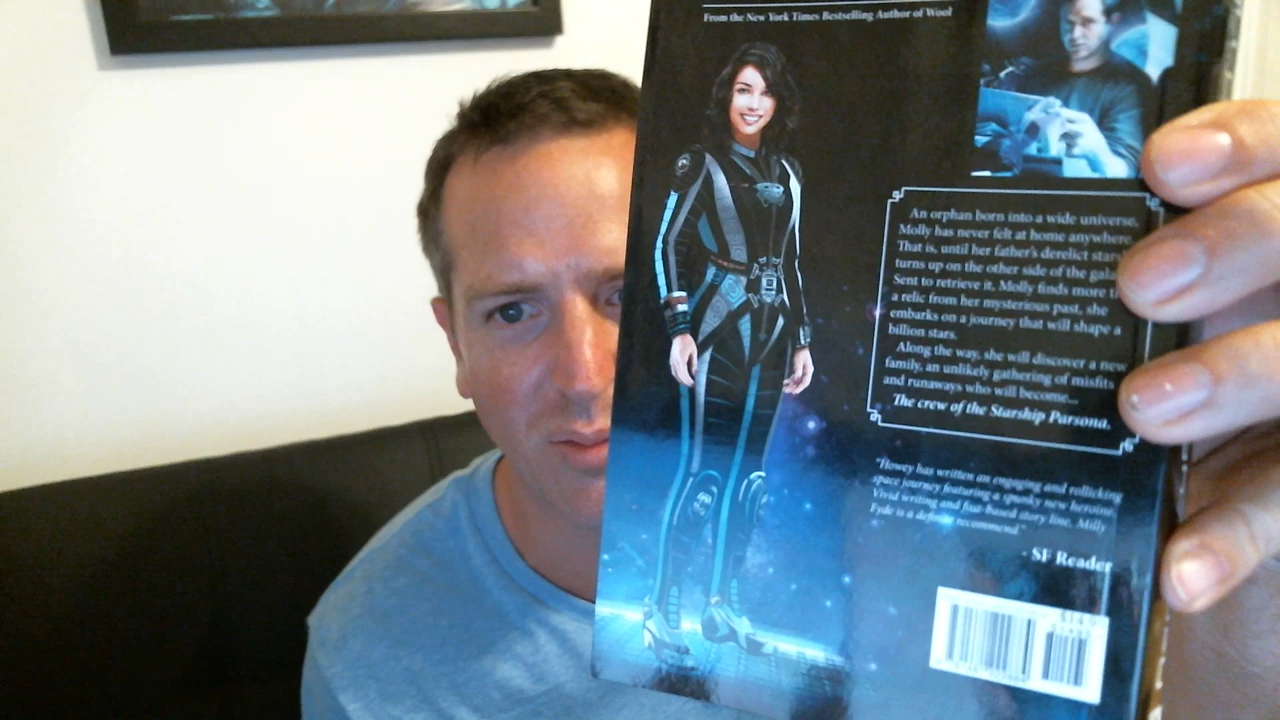 From the New York Times Bestselling Author of Wool
An orphan born into a wide universe,
Molly has never felt at home anywhere.
That is, until her father's derelict
turns up on the other side of the
Sent to retrieve it, Molly finds more
a relic from her mysterious past, she
embarks on a journey that will shape a
billion stars.
Along the way, she will discover a new
family, an unlikely gathering of misfits
and runaways who will become...
The crew of the Starship Parsona.
"Howey has written an engaging and rollicking
space journey featuring a spunky new heroine.
Vivid writing and fast-based story line. Molly
Fyde is a definite recommend."
- SF Reader